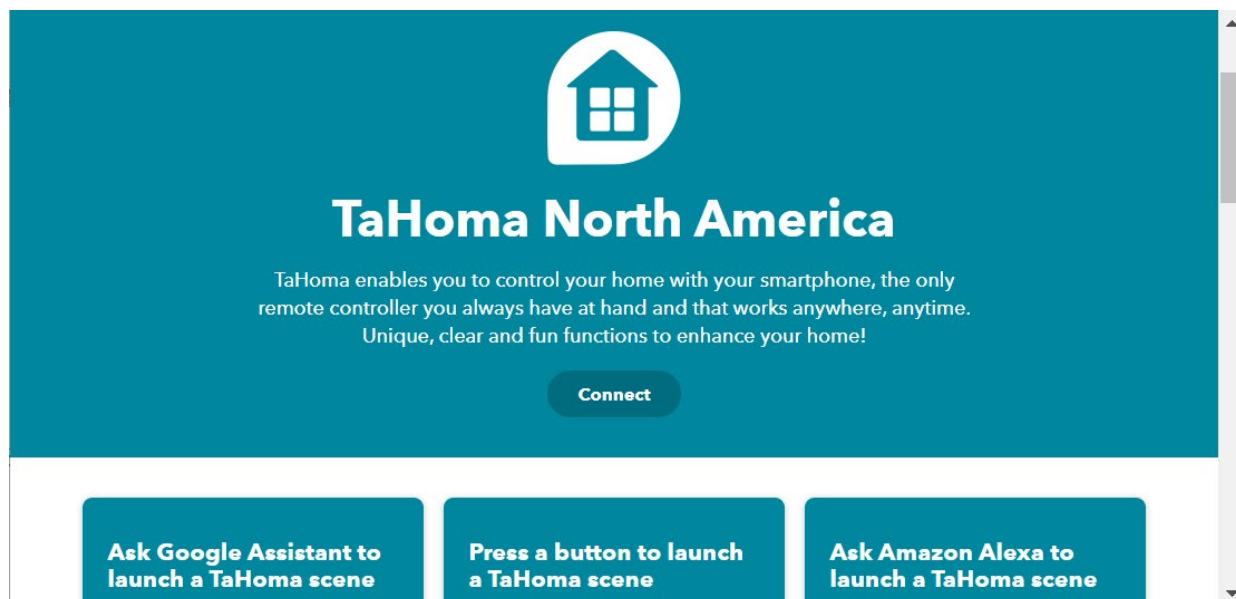 TaHoma North America
TaHoma enables you to control your home with your smartphone, the only
remote controller you always have at hand and that works anywhere, anytime.
Unique, clear and fun functions to enhance your home!
Connect
Ask Google Assistant to
launch a TaHoma scene
Press a button to launch
a TaHoma scene
Ask Amazon Alexa to
launch a TaHoma scene